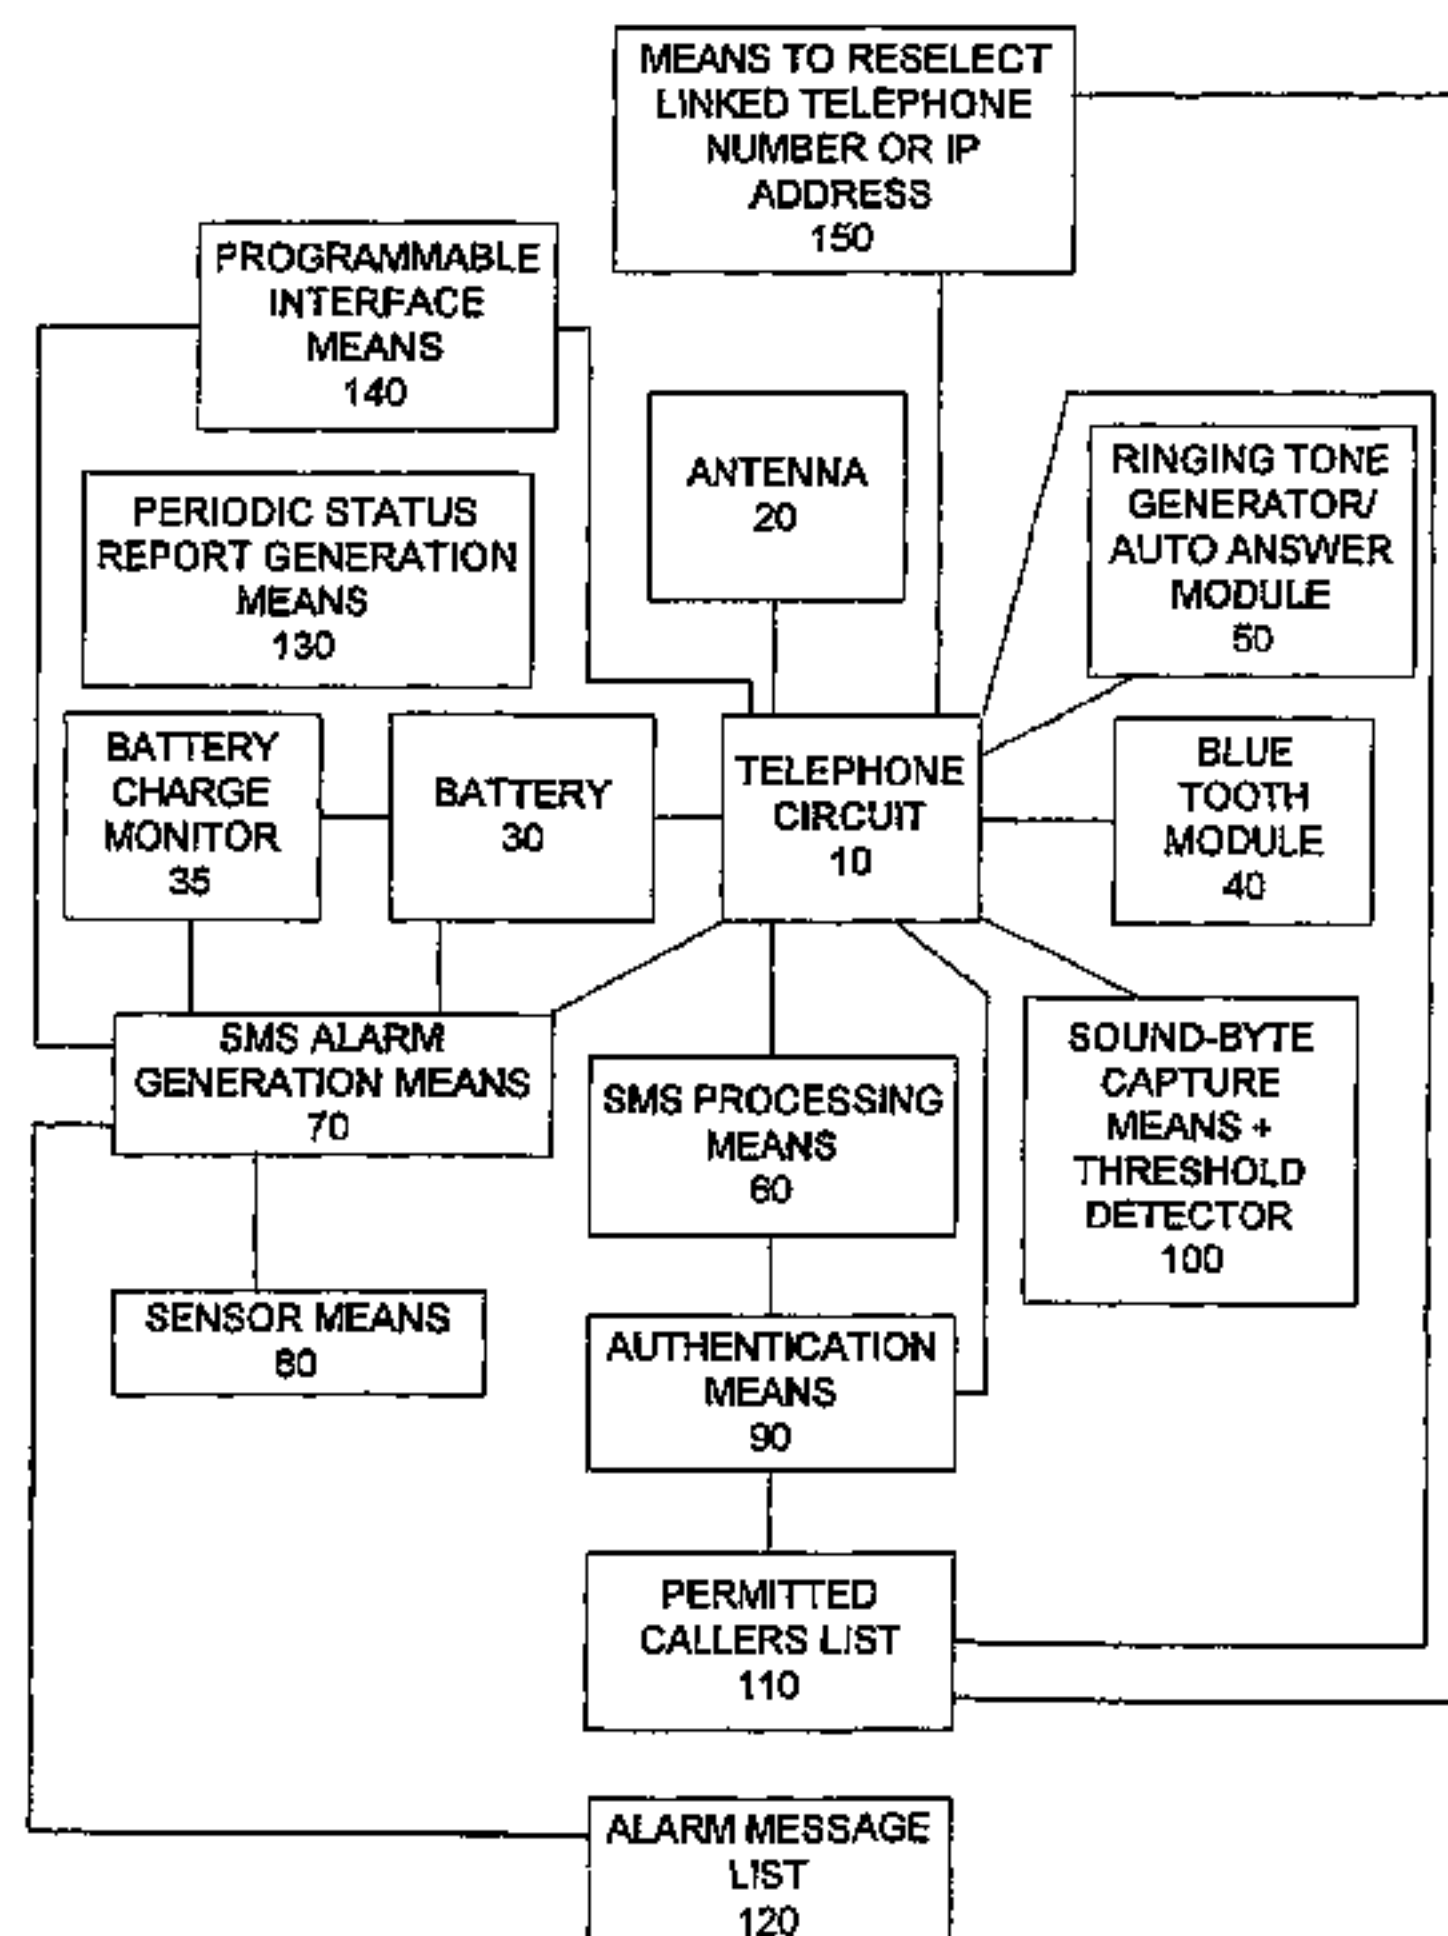 MEANS TO RESELECT
LINKED TELEPHONE
NUMBER OR IP
ADDRESS
150
PROGRAMMABLE
INTERFACE
MEANS
140
ANTENNA
20
RINGING TONE
GENERATOR/
AUTO ANSWER
MODULE
50
PERIODIC STATUS
REPORT GENERATION
MEANS
130
BATTERY
CHARGE
MONITOR
35
BATTERY
30
TELEPHONE
CIRCUIT
10
BLUE
TOOTH
MODULE
40
SMS ALARM
GENERATION MEANS
70
SMS PROCESSING
MEANS
60
SOUND-BYTE
CAPTURE
MEANS +
THRESHOLD
DETECTOR
100
SENSOR MEANS
80
AUTHENTICATION
MEANS
90
PERMITTED
CALLERS LIST
110
ALARM MESSAGE
LIST
120